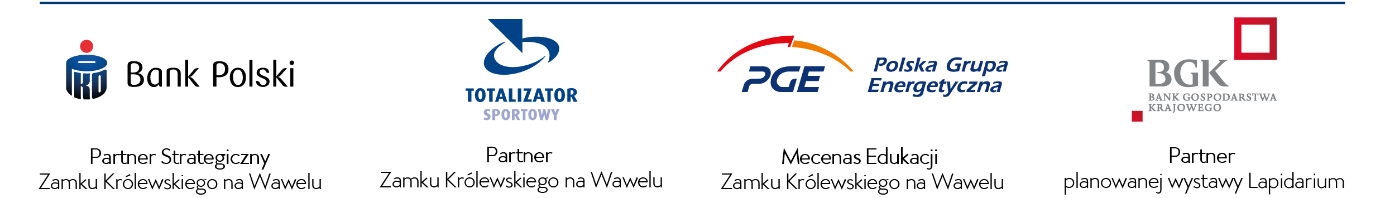 PKO Bank Polski
TOTALIZATOR
SPORTOWY
PGE
Polska Grupa
Energetyczna
BGK
BANK GOSPODARSTWA
KRAJOWEGO
Partner Strategiczny
Zamku Królewskiego na Wawelu
Partner
Zamku Królewskiego na Wawelu
Mecenas Edukacji
Zamku Królewskiego na Wawelu
Partner
planowanej wystawy Lapidarium